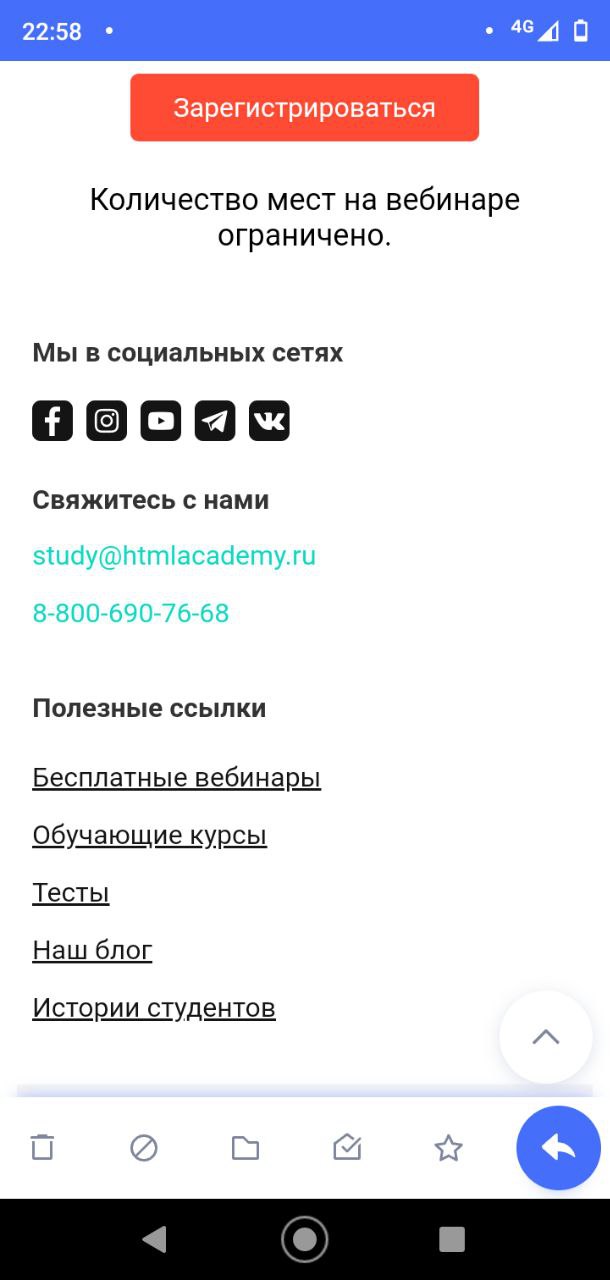 22:58
4G
Зарегистрироваться
Количество мест на вебинаре
ограничено.
Мы в социальных сетях
Свяжитесь с нами
study@htmlacademy.ru
8-800-690-76-68
Полезные ссылки
Бесплатные вебинары
Обучающие курсы
Тесты
Наш блог
Истории студентов